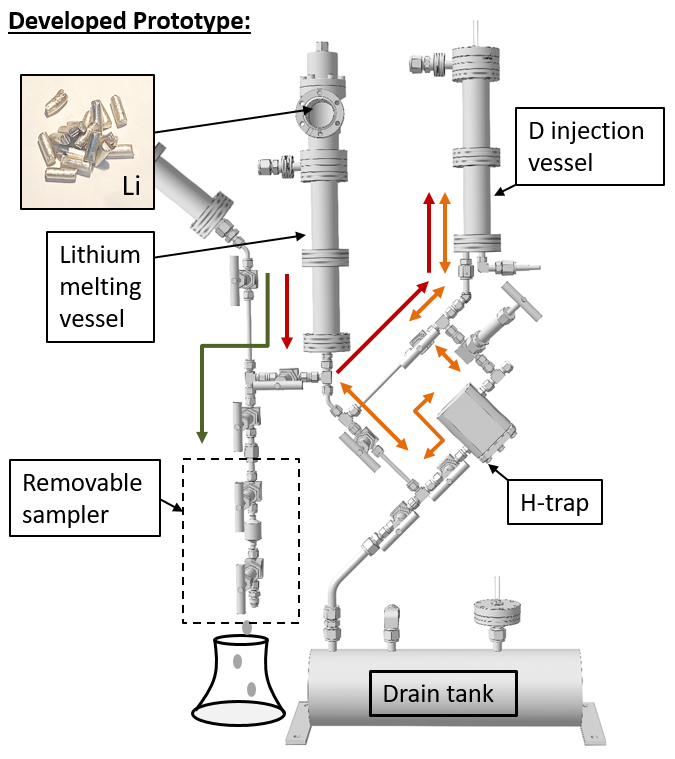 Developed Prototype:
Li
D injection
vessel
Lithium
melting
vessel
Removable
sampler
H-trap
Drain tank